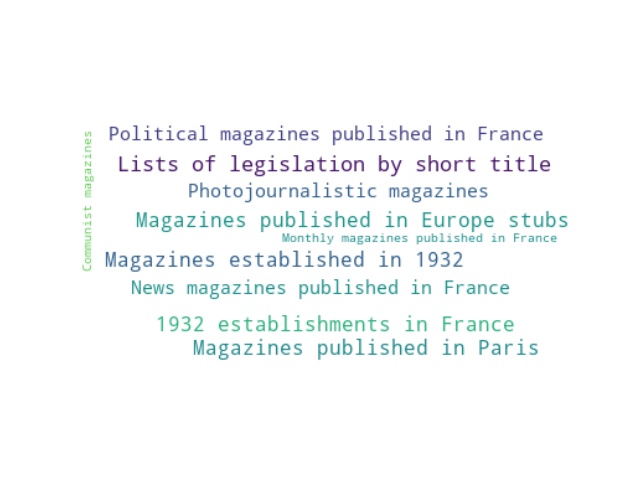 Political magazines published in France
Lists of legislation by short title
Photojournalistic magazines
Magazines published in Europe stubs
Monthly magazines published in France
Magazines established in 1932
News magazines published in France
1932 establishments in France
Magazines published in Paris
Communist magazines